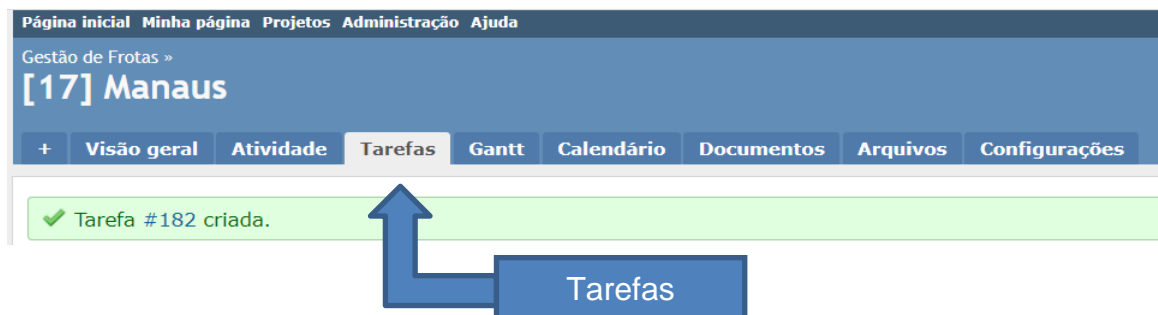 Página inicial Minha página Projetos Administração Ajuda
Gestão de Frotas »
[17] Manaus
+ Visão geral Atividade Tarefas Gantt Calendário Documentos Arquivos Configurações
Tarefa #182 criada.
Tarefas